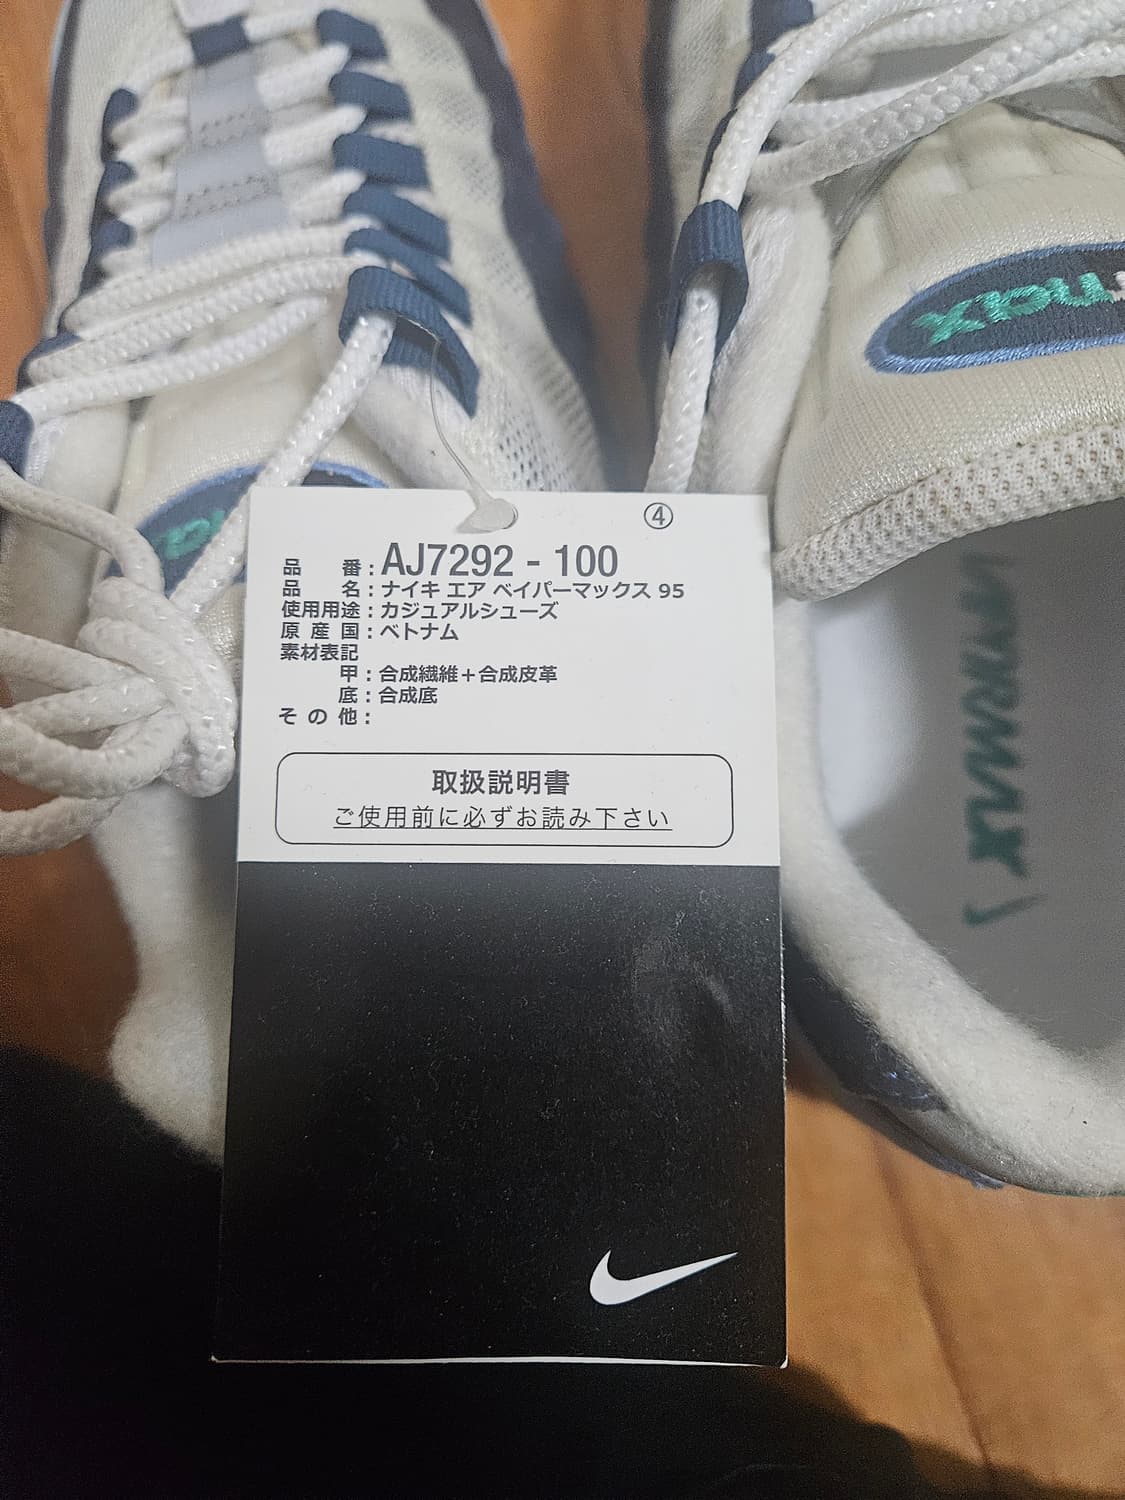 max
④
品番：AJ7292 - 100
品名：ナイキ エア ベイパーマックス 95
使用用途：カジュアルシューズ
原産国：ベトナム
素材表記
甲：合成繊維＋合成皮革
底：合成底
その他：
取扱説明書
ご使用前に必ずお読み下さい